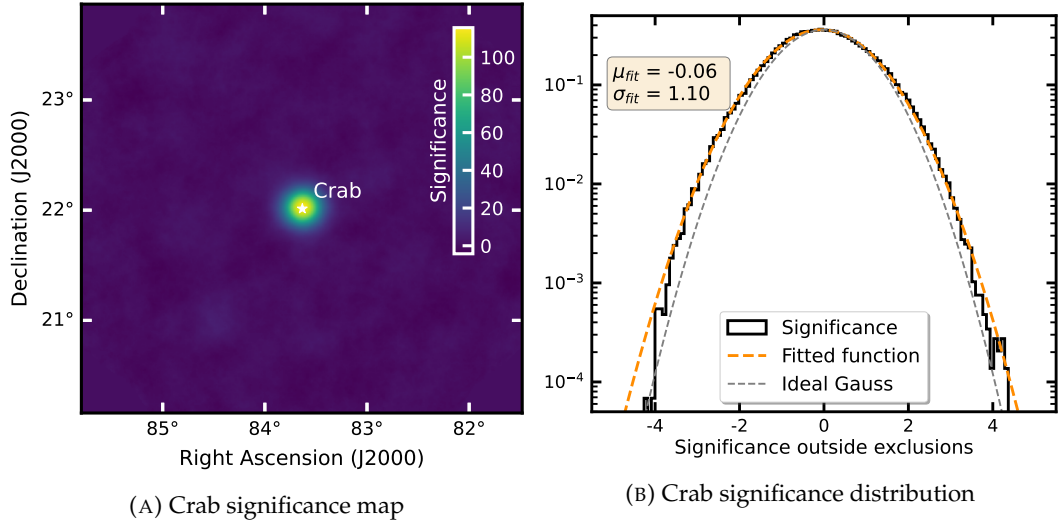 Significance
100
80
60
40
20
0
Crab
Declination (J2000)
23°
22°
21°
85°
84°
83°
82°
Right Ascension (J2000)
(A) Crab significance map
μfit = -0.06
σfit = 1.10
10⁻¹
10⁻²
10⁻³
10⁻⁴
Significance
Fitted function
Ideal Gauss
-4
-2
0
2
4
Significance outside exclusions
(B) Crab significance distribution